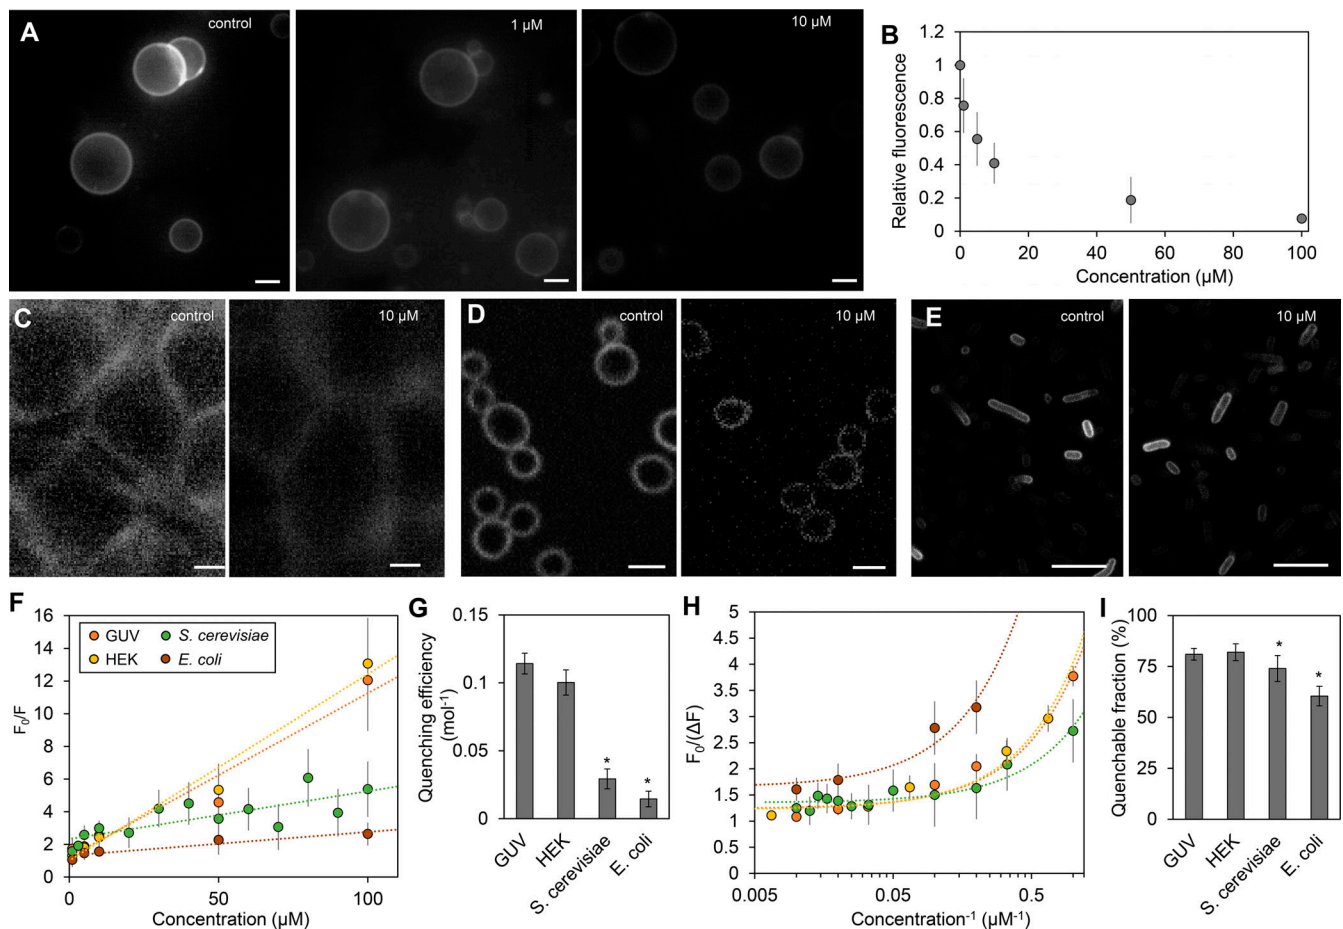 A
control
1 µM
10 µM
B
1.2
1
0.8
0.6
0.4
0.2
0
Relative fluorescence
0
20
40
60
80
100
Concentration (µM)
C
control
10 µM
D
control
10 µM
E
control
10 µM
F
16
14
12
10
8
6
4
2
0
F₀/F
GUV
S. cerevisiae
HEK
E. coli
0
50
100
Concentration (µM)
G
0.15
0.1
0.05
0
Quenching efficiency
(mol⁻¹)
*
*
GUV
HEK
S. cerevisiae
E. coli
H
5
4.5
4
3.5
3
2.5
2
1.5
1
0.5
0
F₀/(ΔF)
0.005
0.05
0.5
Concentration⁻¹ (µM⁻¹)
I
100
75
50
25
0
Quenchable fraction (%)
*
*
GUV
HEK
S. cerevisiae
E. coli